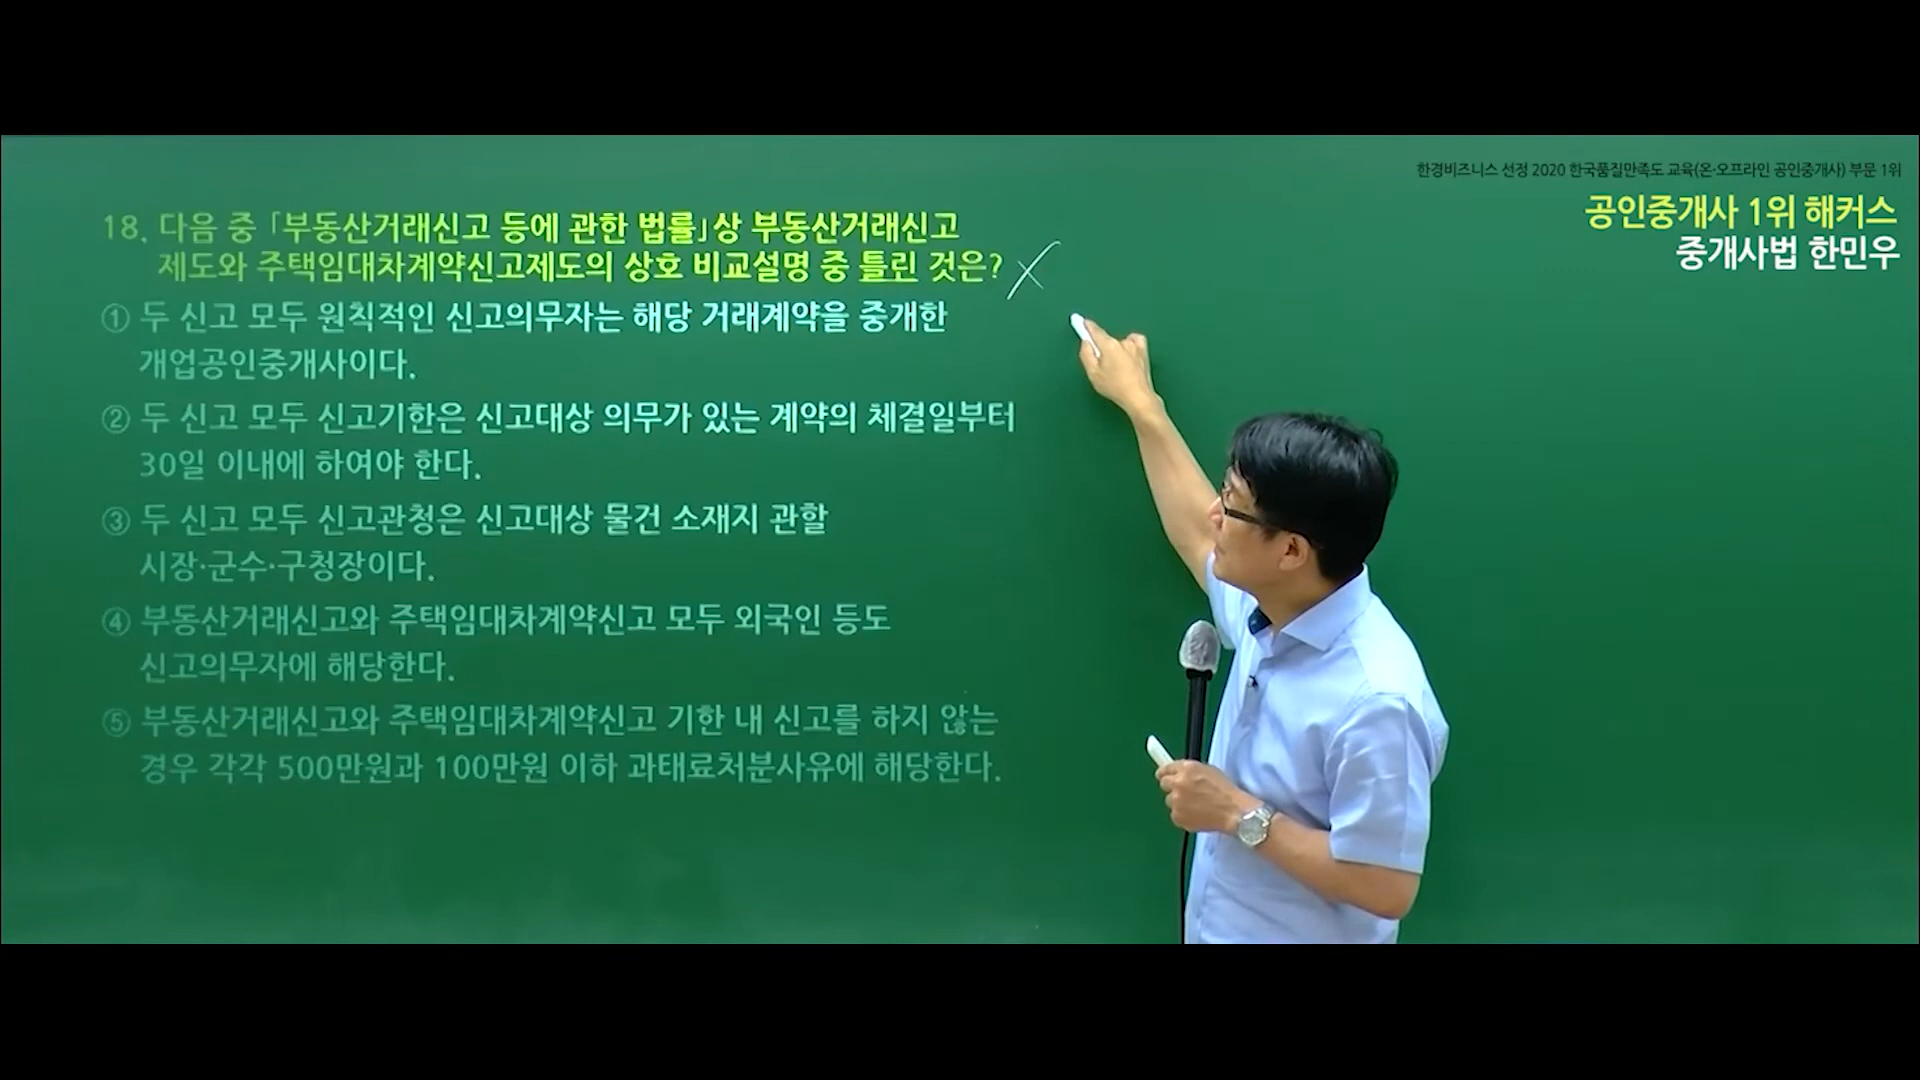 한경비즈니스 선정 2020 한국품질만족도 교육(온·오프라인 공인중개사) 부문 1위
공인중개사 1위 해커스
중개사법 한민우
18. 다음 중 「부동산거래신고 등에 관한 법률」상 부동산거래신고
제도와 주택임대차계약신고제도의 상호 비교설명 중 틀린 것은? X
① 두 신고 모두 원칙적인 신고의무자는 해당 거래계약을 중개한
개업공인중개사이다.
② 두 신고 모두 신고기한은 신고대상 의무가 있는 계약의 체결일부터
30일 이내에 하여야 한다.
③ 두 신고 모두 신고관청은 신고대상 물건 소재지 관할
시장·군수·구청장이다.
④ 부동산거래신고와 주택임대차계약신고 모두 외국인 등도
신고의무자에 해당한다.
⑤ 부동산거래신고와 주택임대차계약신고 기한 내 신고를 하지 않는
경우 각각 500만원과 100만원 이하 과태료처분사유에 해당한다.